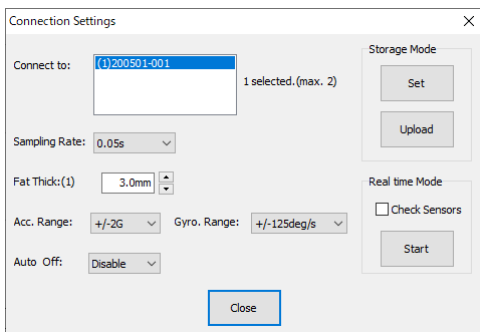 Connection Settings
Connect to:
(1)200501-001
1 selected.(max. 2)
Sampling Rate: 0.05s
Fat Thick:(1) 3.0mm
Acc. Range: +/-2G Gyro. Range: +/-125deg/s
Auto Off: Disable
Storage Mode
Set
Upload
Real time Mode
Check Sensors
Start
Close